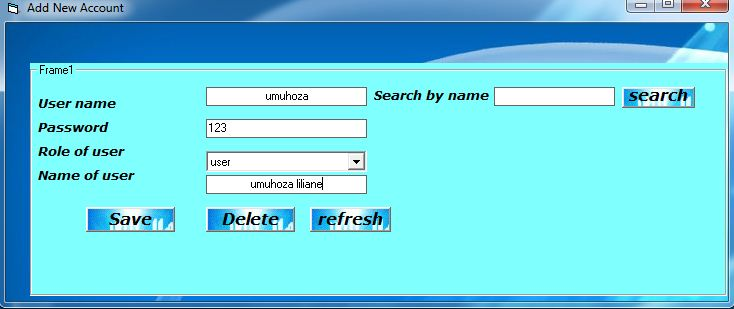 Add New Account
Frame1
User name umuhoza Search by name search
Password 123
Role of user user
Name of user umuhoza liliane
Save Delete refresh